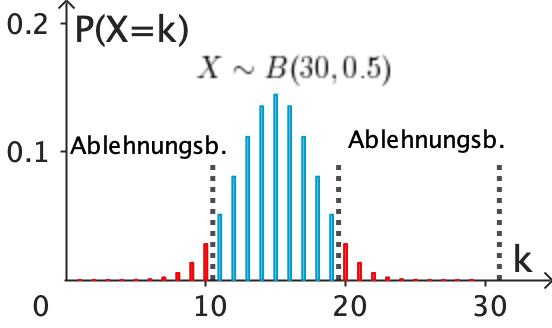 0.2
P(X=k)
X ∼ B(30, 0.5)
Ablehnungsb.
Ablehnungsb.
0.1
k
0
10
20
30